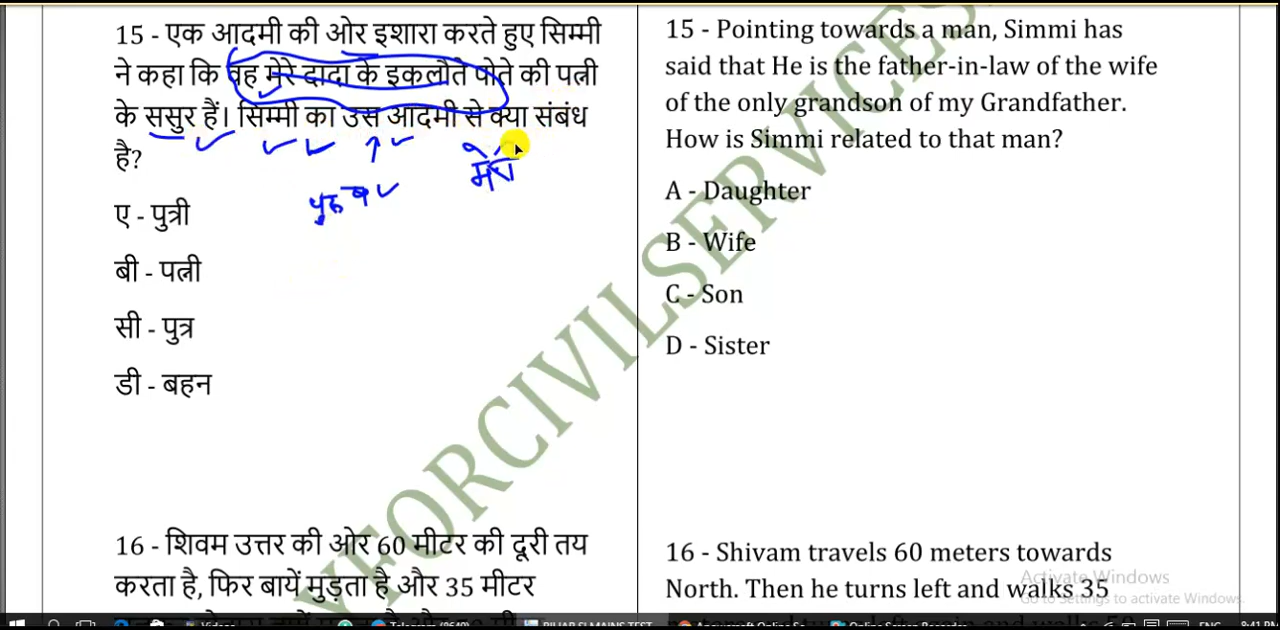 15 - एक आदमी की ओर इशारा करते हुए सिम्मी
ने कहा कि वह मेरे दादा के इकलौते पोते की पत्नी
के ससुर हैं। सिम्मी का उस आदमी से क्या संबंध
है?
ए - पुत्री
बी - पत्नी
सी - पुत्र
डी - बहन
16 - शिवम उत्तर की ओर 60 मीटर की दूरी तय
करता है, फिर बायें मुड़ता है और 35 मीटर
15 - Pointing towards a man, Simmi has
said that He is the father-in-law of the wife
of the only grandson of my Grandfather.
How is Simmi related to that man?
A - Daughter
B - Wife
C - Son
D - Sister
16 - Shivam travels 60 meters towards
North. Then he turns left and walks 35
YFORCIVILSERVICES
Activate Windows
Go to Settings to activate Windows.